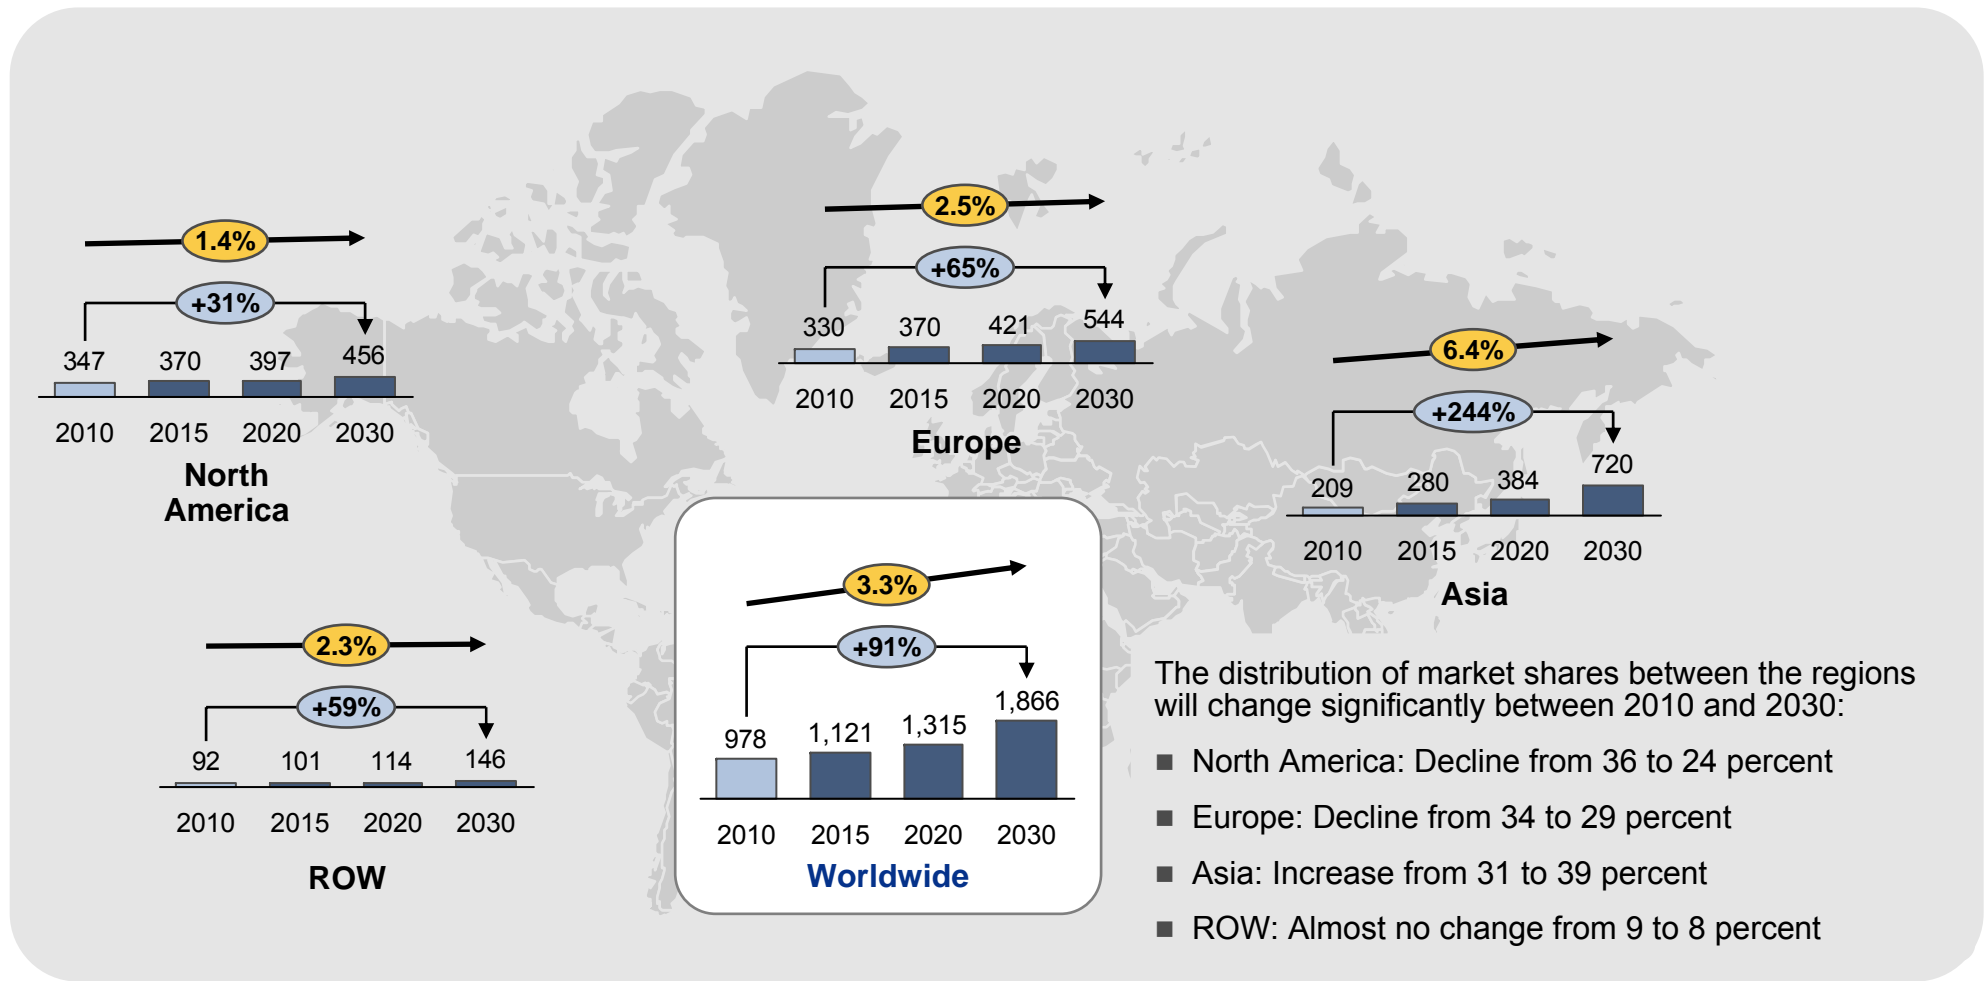 1.4%
+31%
347 370 397 456
2010 2015 2020 2030
North
America
2.5%
+65%
330 370 421 544
2010 2015 2020 2030
Europe
6.4%
+244%
209 280 384 720
2010 2015 2020 2030
Asia
2.3%
+59%
92 101 114 146
2010 2015 2020 2030
ROW
3.3%
+91%
978 1,121 1,315 1,866
2010 2015 2020 2030
Worldwide
The distribution of market shares between the regions
will change significantly between 2010 and 2030:
■ North America: Decline from 36 to 24 percent
■ Europe: Decline from 34 to 29 percent
■ Asia: Increase from 31 to 39 percent
■ ROW: Almost no change from 9 to 8 percent